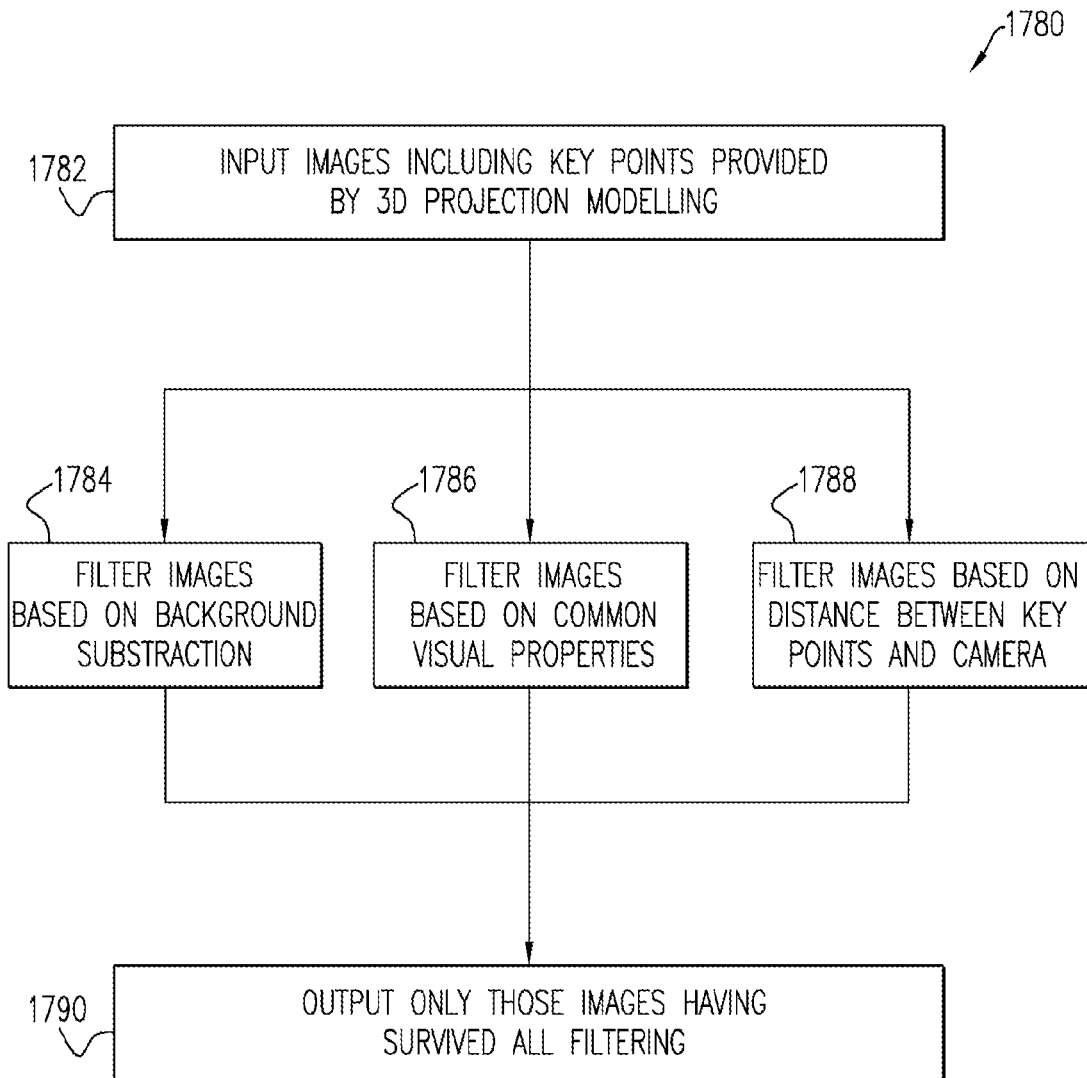 1780
1782
INPUT IMAGES INCLUDING KEY POINTS PROVIDED
BY 3D PROJECTION MODELLING
1784
FILTER IMAGES
BASED ON BACKGROUND
SUBSTRACTION
1786
FILTER IMAGES
BASED ON COMMON
VISUAL PROPERTIES
1788
FILTER IMAGES BASED ON
DISTANCE BETWEEN KEY
POINTS AND CAMERA
1790
OUTPUT ONLY THOSE IMAGES HAVING
SURVIVED ALL FILTERING